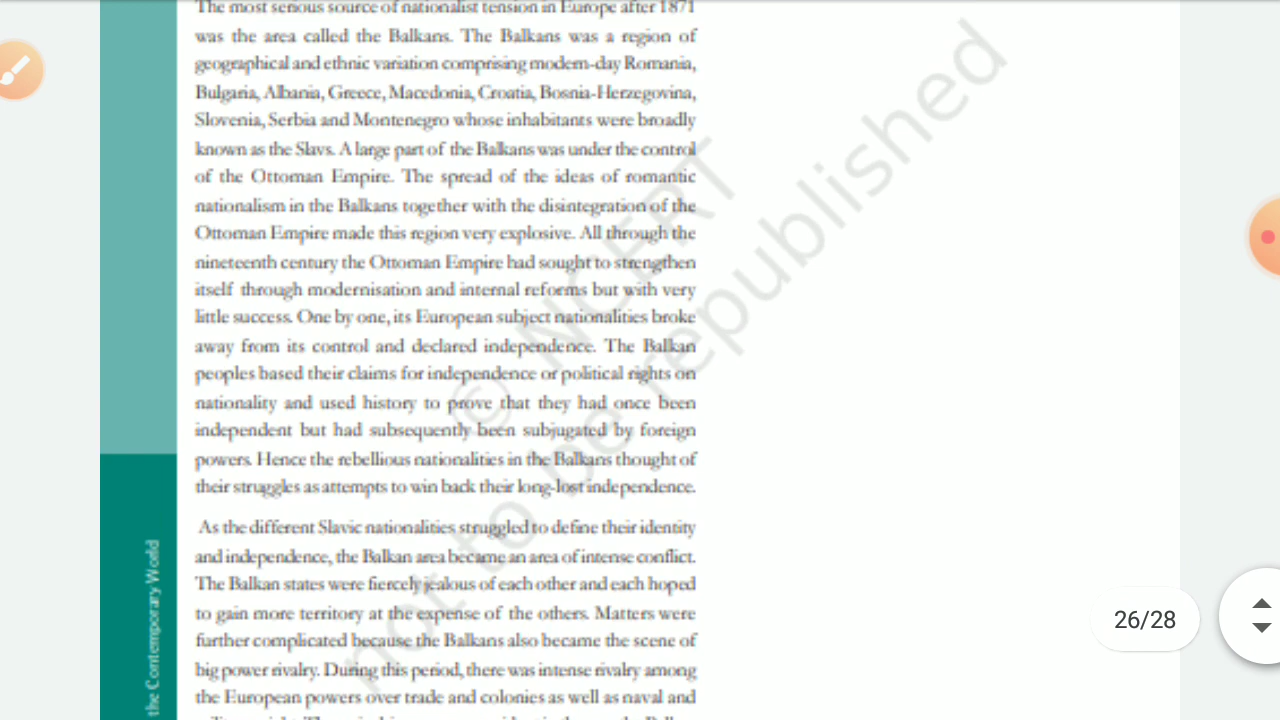 The most serious source of nationalist tension in Europe after 1871
was the area called the Balkans. The Balkans was a region of
geographical and ethnic variation comprising modern-day Romania,
Bulgaria, Albania, Greece, Macedonia, Croatia, Bosnia-Herzegovina,
Slovenia, Serbia and Montenegro whose inhabitants were broadly
known as the Slavs. A large part of the Balkans was under the control
of the Ottoman Empire. The spread of the ideas of romantic
nationalism in the Balkans together with the disintegration of the
Ottoman Empire made this region very explosive. All through the
nineteenth century the Ottoman Empire had sought to strengthen
itself through modernisation and internal reforms but with very
little success. One by one, its European subject nationalities broke
away from its control and declared independence. The Balkan
peoples based their claims for independence or political rights on
nationality and used history to prove that they had once been
independent but had subsequently been subjugated by foreign
powers. Hence the rebellious nationalities in the Balkans thought of
their struggles as attempts to win back their long-lost independence.
As the different Slavic nationalities struggled to define their identity
and independence, the Balkan area became an area of intense conflict.
The Balkan states were fiercely jealous of each other and each hoped
to gain more territory at the expense of the others. Matters were
further complicated because the Balkans also became the scene of
big power rivalry. During this period, there was intense rivalry among
the European powers over trade and colonies as well as naval and
the Contemporary World
© NCERT
not to be republished
26/28